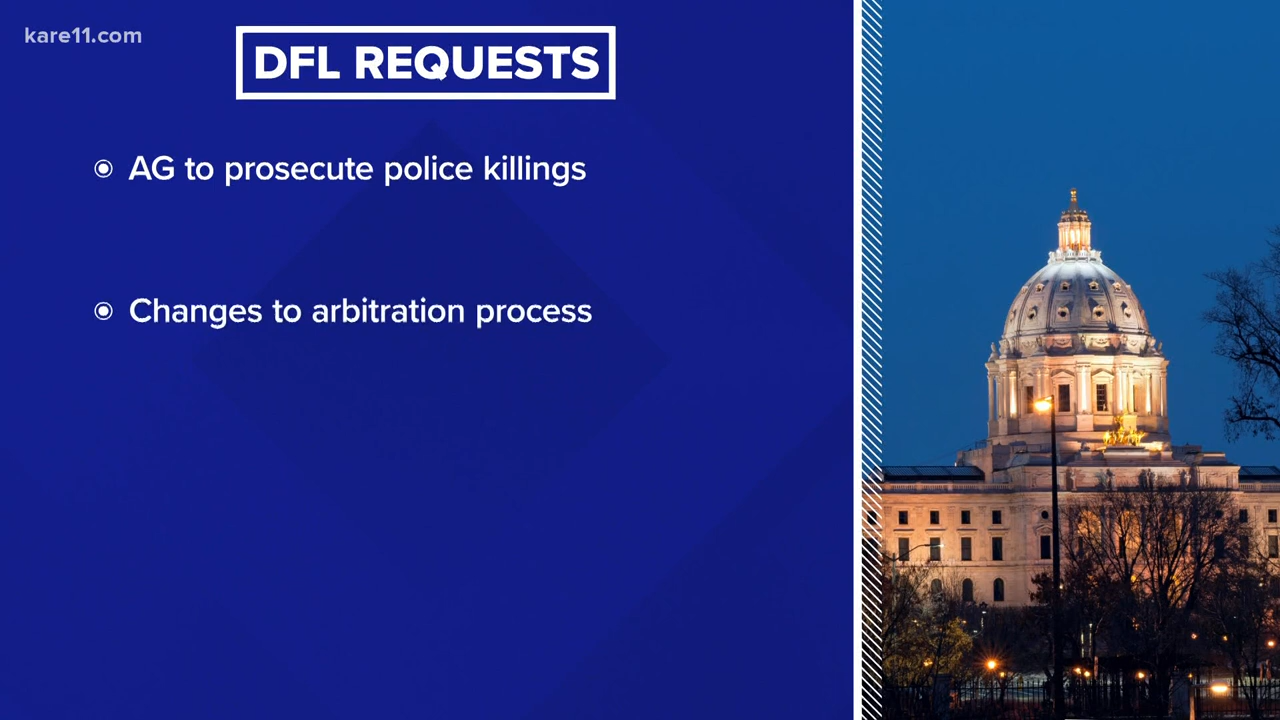 kare11.com
DFL REQUESTS
AG to prosecute police killings
Changes to arbitration process